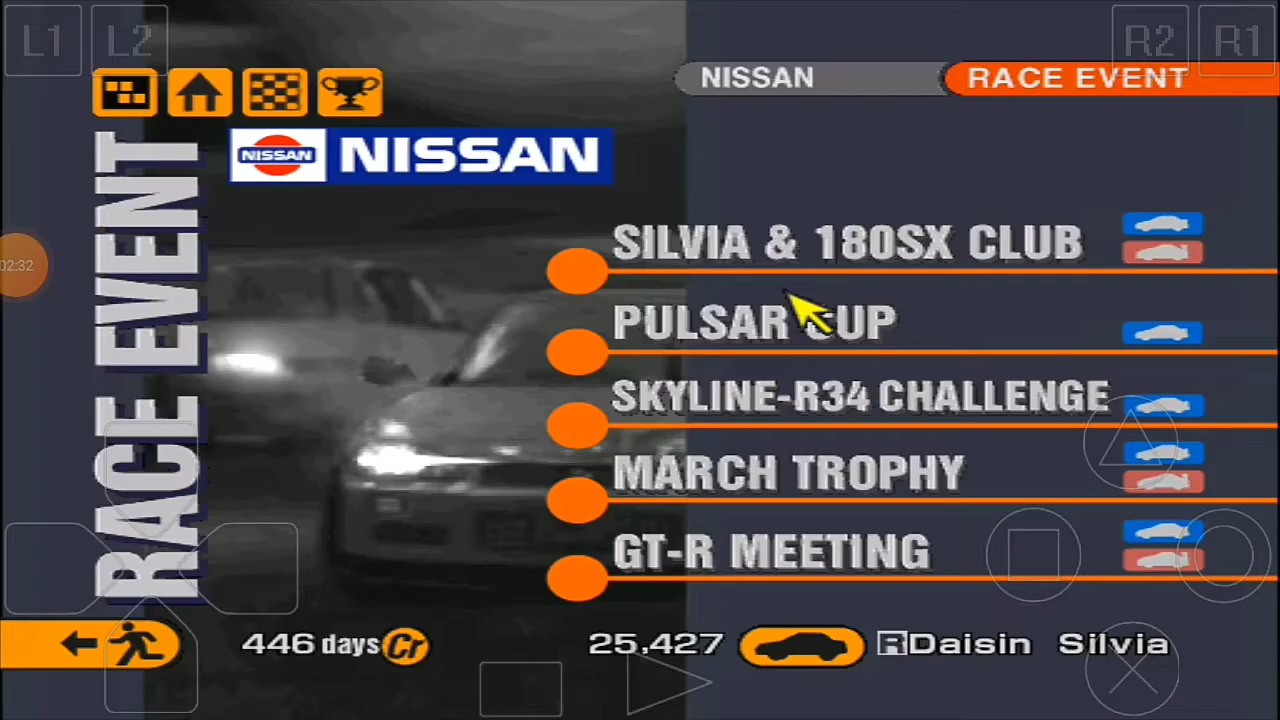 L1 L2 R2 R1
NISSAN RACE EVENT
NISSAN NISSAN
RACE EVENT
SILVIA & 180SX CLUB
02:32
PULSAR CUP
SKYLINE-R34 CHALLENGE
MARCH TROPHY
GT-R MEETING
446 days Cr 25,427 R Daisin Silvia